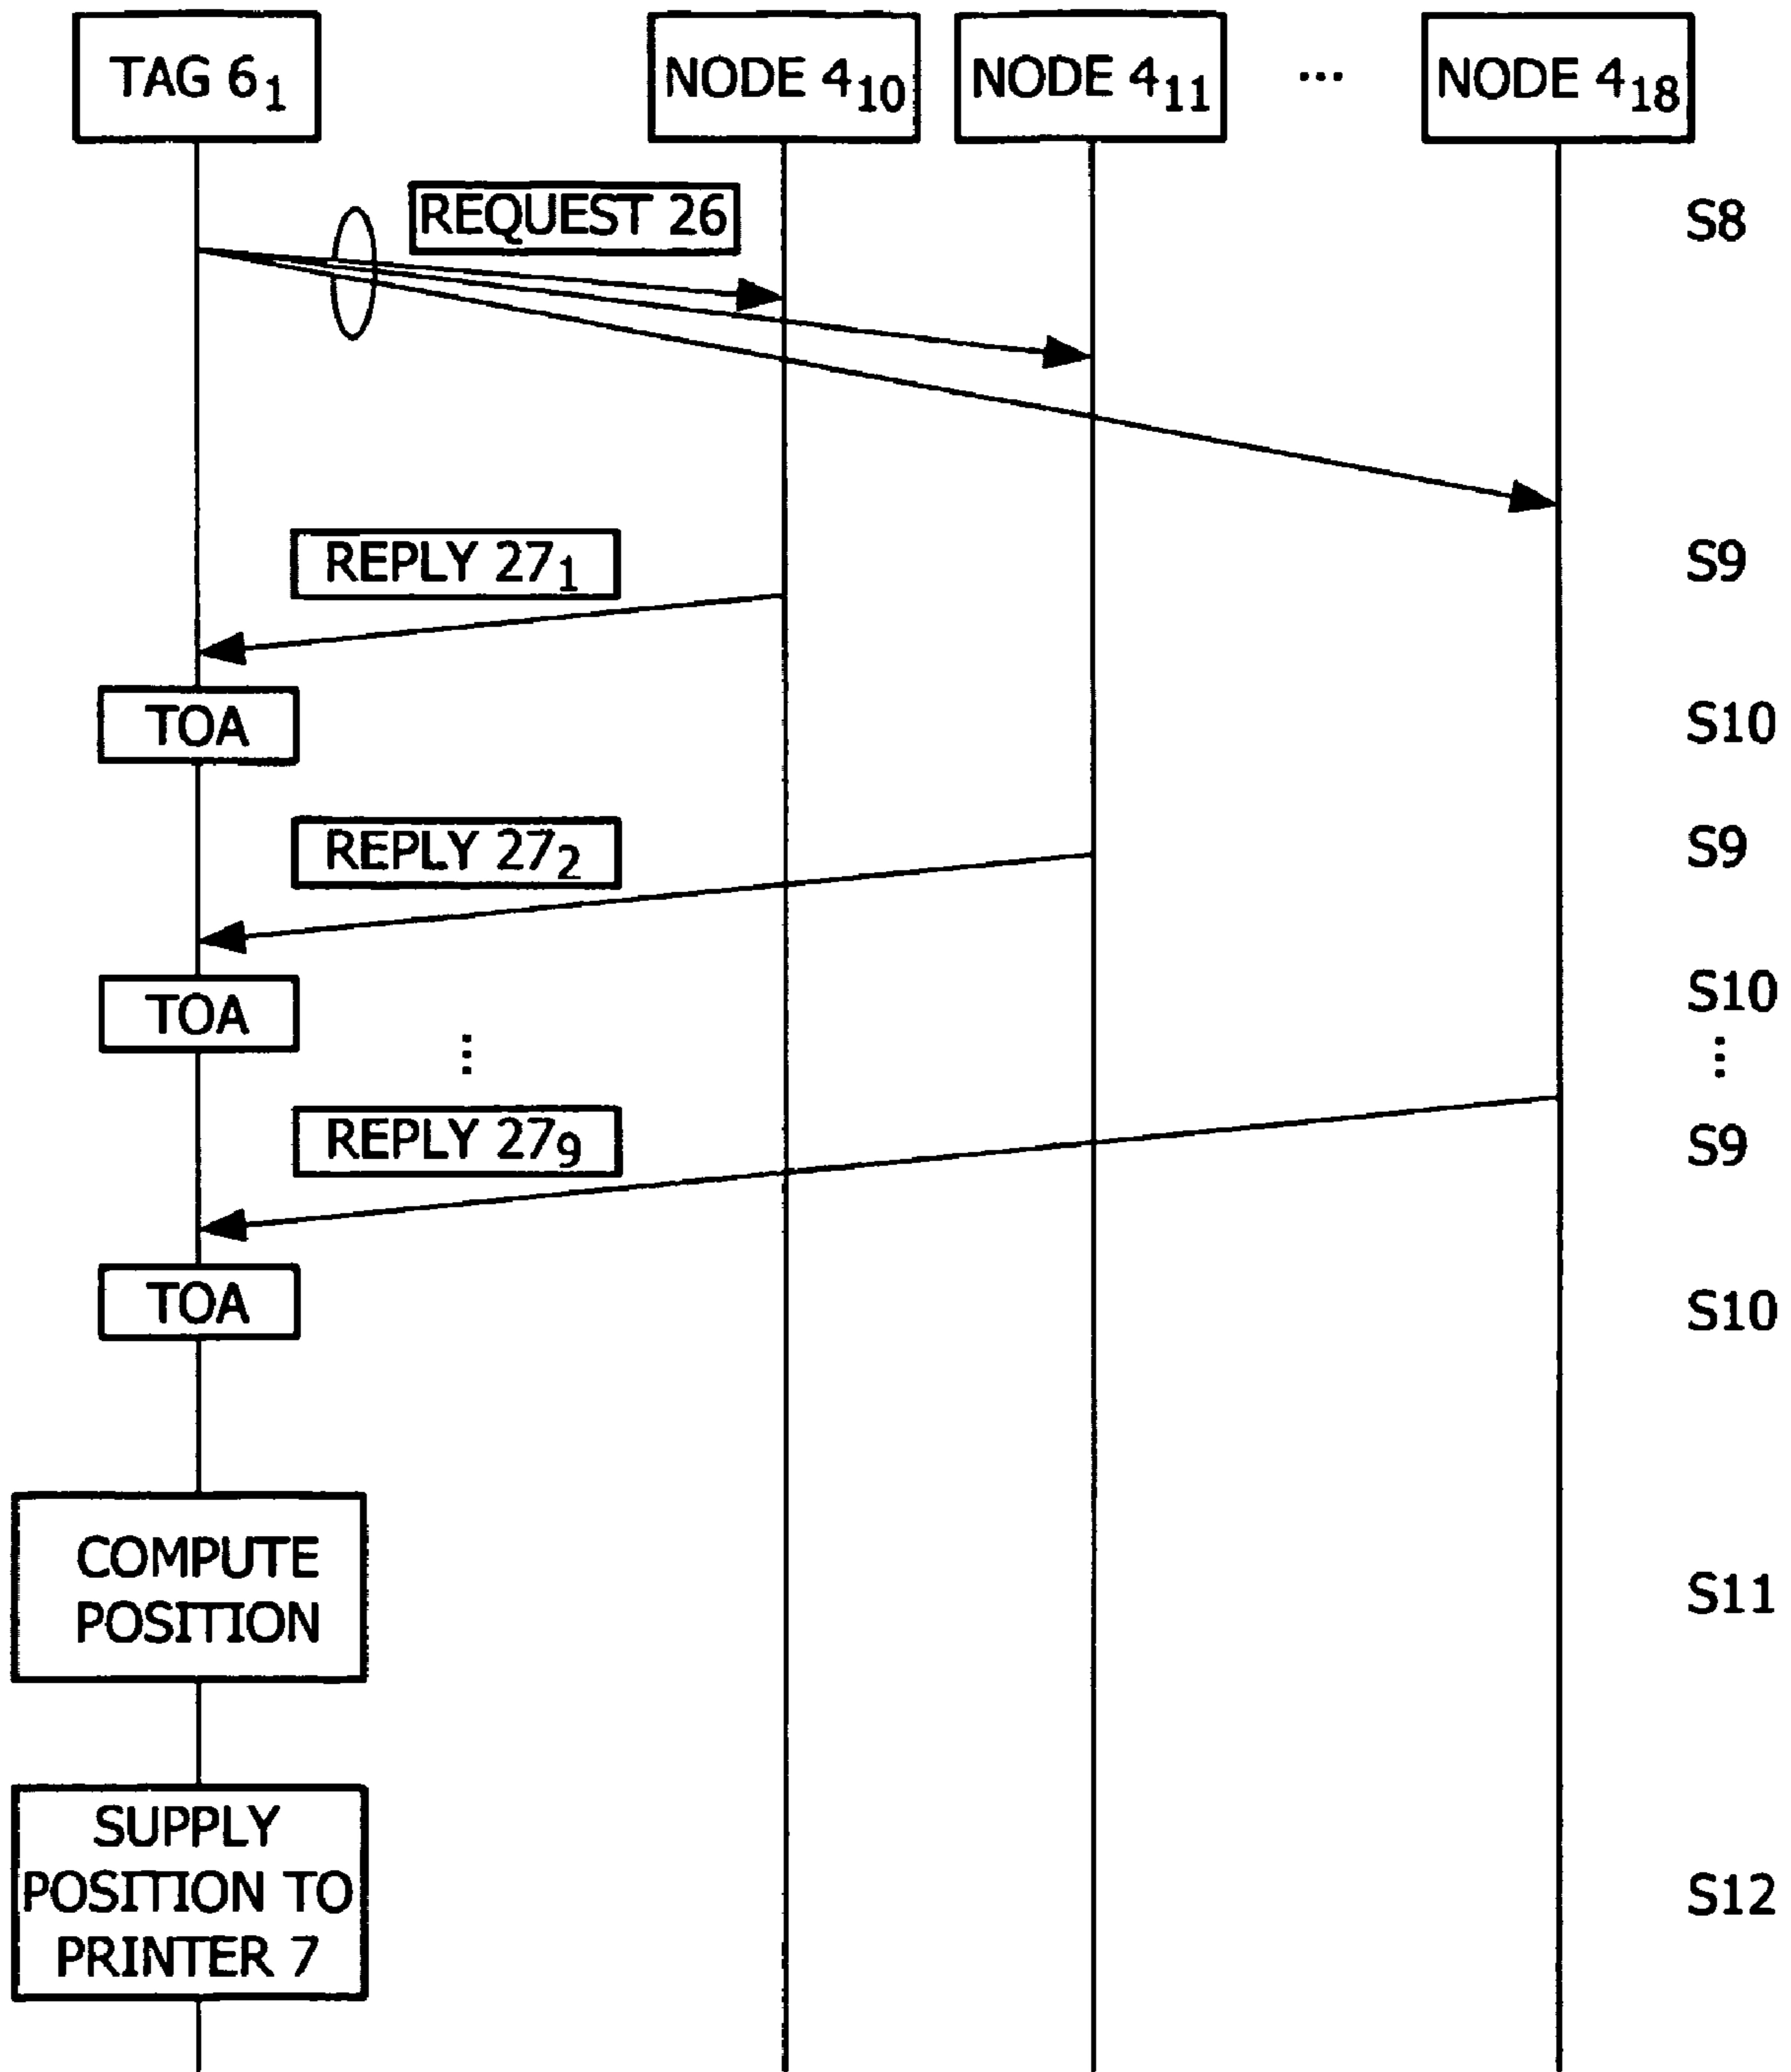 TAG 6₁ NODE 4₁₀ NODE 4₁₁ ... NODE 4₁₈
REQUEST 26 S8
REPLY 27₁ S9
TOA S10
REPLY 27₂ S9
TOA S10
⋮ ⋮
REPLY 27₉ S9
TOA S10
COMPUTE
POSITION S11
SUPPLY
POSITION TO S12
PRINTER 7